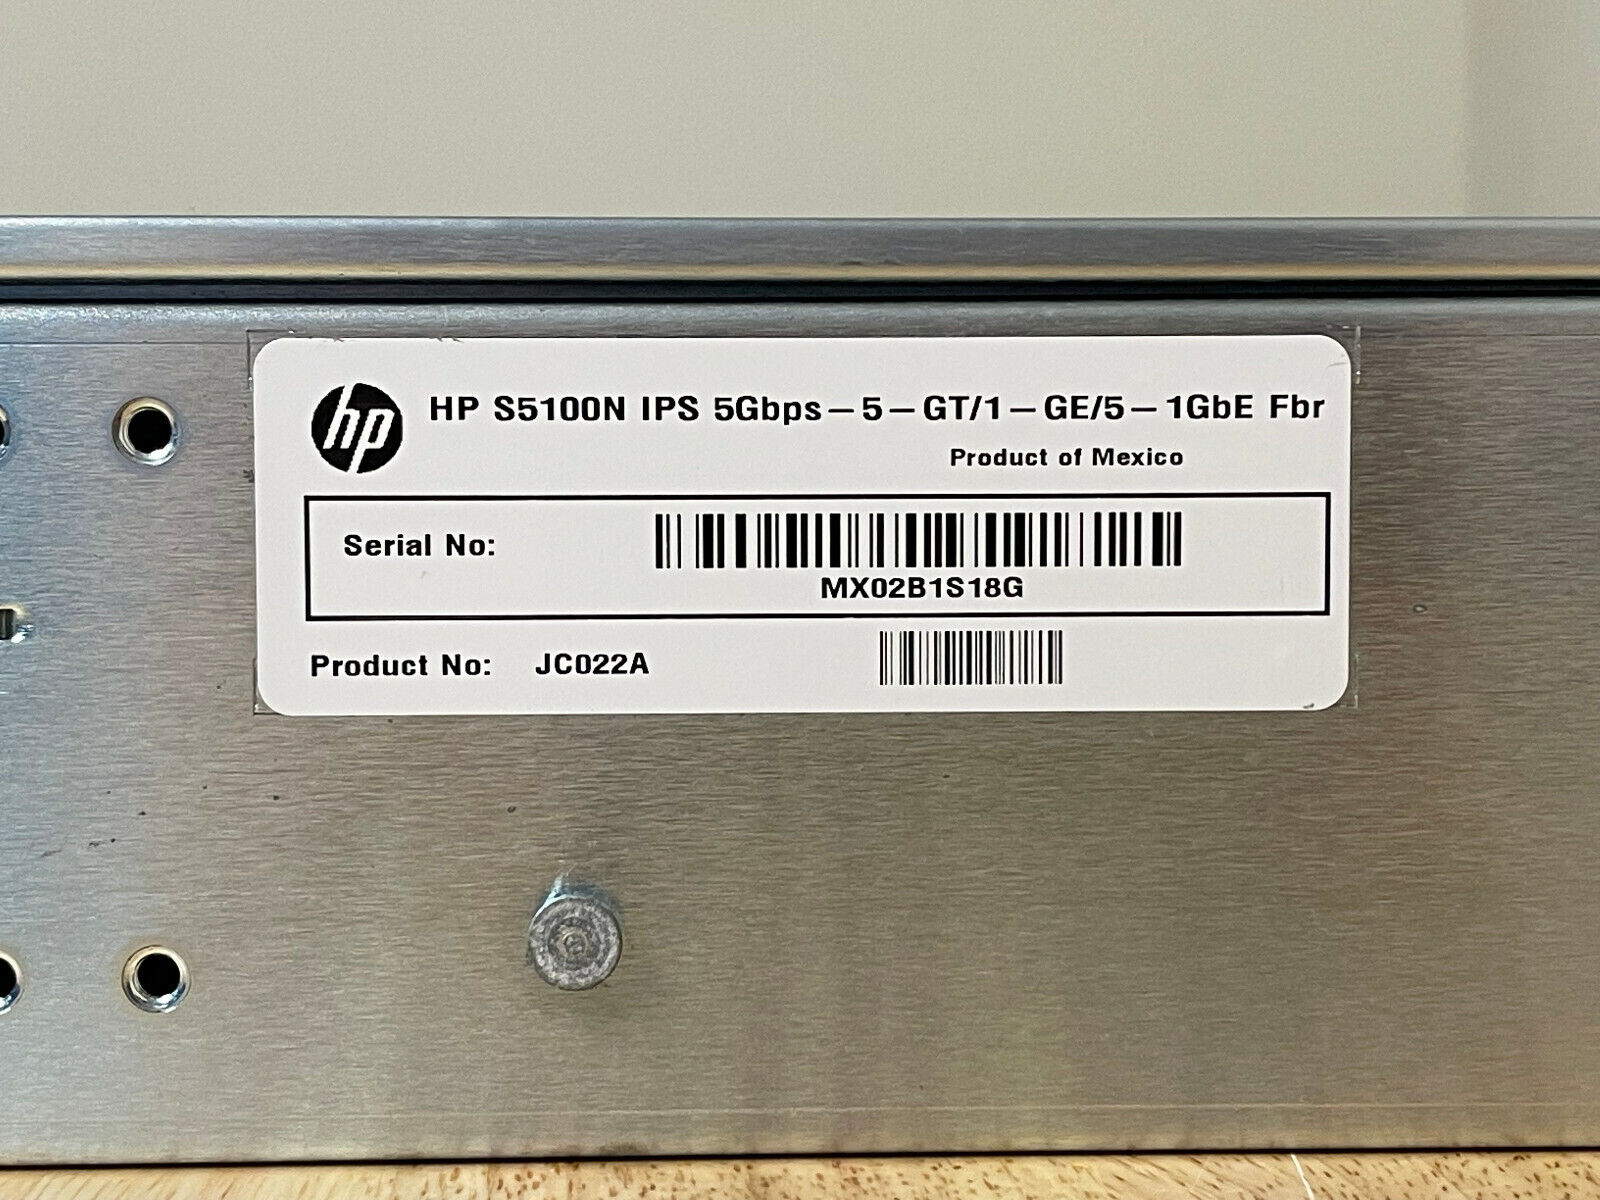 hp HP S5100N IPS 5Gbps-5-GT/1-GE/5-1GbE Fbr
Product of Mexico
Serial No:
MX02B1S18G
Product No: JC022A